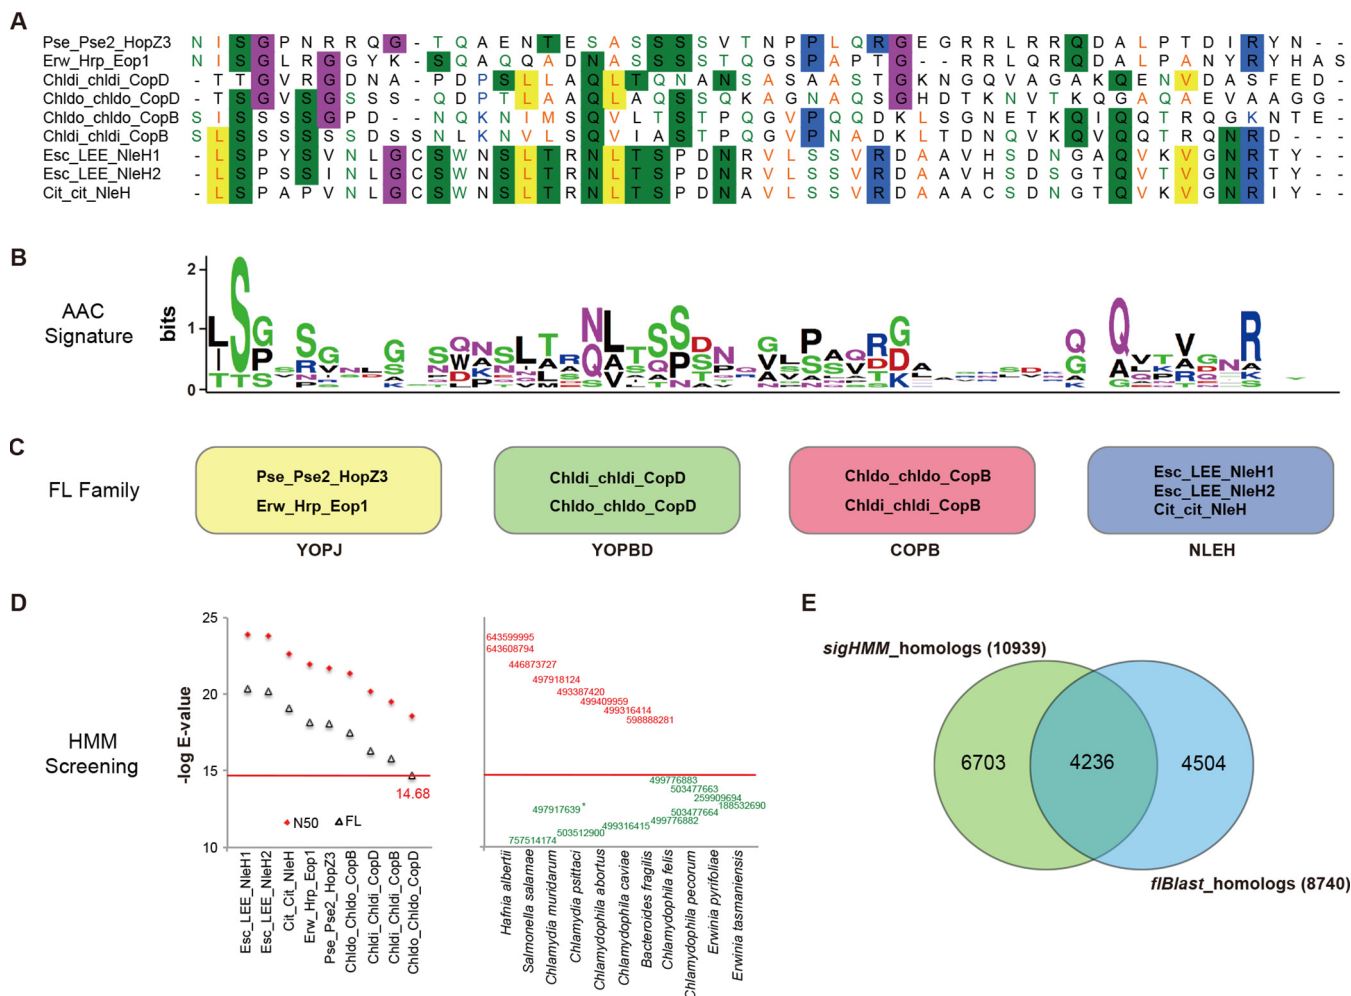 A
Pse_Pse2_HopZ3 N I S G P N R R Q G - T Q A E N T E S A S S S S V T N P P L Q R G E G R R L R R Q D A L P T D I R Y N - -
Erw_Hrp_Eop1 N I S G L R G G Y K - S Q A Q A D N A S S S S S T Q G S P A P T G - - R R L R R Q D A L P A N Y R Y H A S
Chldi_chldi_CopD - T T G V R G D N A - P D P S L L A Q L T Q N A N S A S A A S T G K N G Q V A G A K Q E N V D A S F E D -
Chldo_chldo_CopD - T S G V S G S S S - Q D P T L A A Q L A Q S S Q K A G N A Q S G H D T K N V T K Q G A Q A E V A A G G -
Chldo_chldo_CopB S I S S S S G P D - - N Q K N I M S Q V I A S T P Q G V P Q Q D K L S G N E T K Q I Q Q T R Q G K N T E -
Chldi_chldi_CopB S L S S S S S S D S S N L K N V L S Q V I A S T P Q G V P N A D K L T D N Q V K Q V Q Q T R Q N R D - - -
Esc_LEE_NleH1 - L S P Y S V N L G C S W N S L T R N L T S P D N R V L S S V R D A A V H S D N G A Q V K V G N R T Y - -
Esc_LEE_NleH2 - L S P S S I N L G C S W N S L T R N L T S P D N R V L S S V R D A A V H S D S G T Q V T V G N R T Y - -
Cit_cit_NleH - L S P A P V N L G C S W N S L T R N L T S P D N A V L S S V R D A A A C S D N G T Q V K V G N R I Y - -
B
AAC
Signature
bits
2
1
0
C
FL Family
Pse_Pse2_HopZ3
Erw_Hrp_Eop1
YOPJ
Chldi_chldi_CopD
Chldo_chldo_CopD
YOPBD
Chldo_chldo_CopB
Chldi_chldi_CopB
COPB
Esc_LEE_NleH1
Esc_LEE_NleH2
Cit_cit_NleH
NLEH
D
HMM
Screening
-log E-value
25
20
15
10
14.68
N50
FL
Esc_LEE_NleH1
Esc_LEE_NleH2
Cit_Cit_NleH
Erw_Hrp_Eop1
Pse_Pse2_HopZ3
Chldo_Chldo_CopB
Chldi_Chldi_CopD
Chldi_Chldi_CopB
Chldo_Chldo_CopD
643599995
643608794
446873727
497918124
493387420
499409959
499316414
598888281
499776883
503477663
259909694
188532690
497917639 *
503477664
499776882
499316415
503512900
757514174
Hafnia albertii
Salmonella salamae
Chlamydia muridarum
Chlamydia psittaci
Chlamydophila abortus
Chlamydophila caviae
Bacteroides fragilis
Chlamydophila felis
Chlamydophila pecorum
Erwinia pyrifoliae
Erwinia tasmaniensis
E
sigHMM_homologs (10939)
6703
4236
4504
flBlast_homologs (8740)